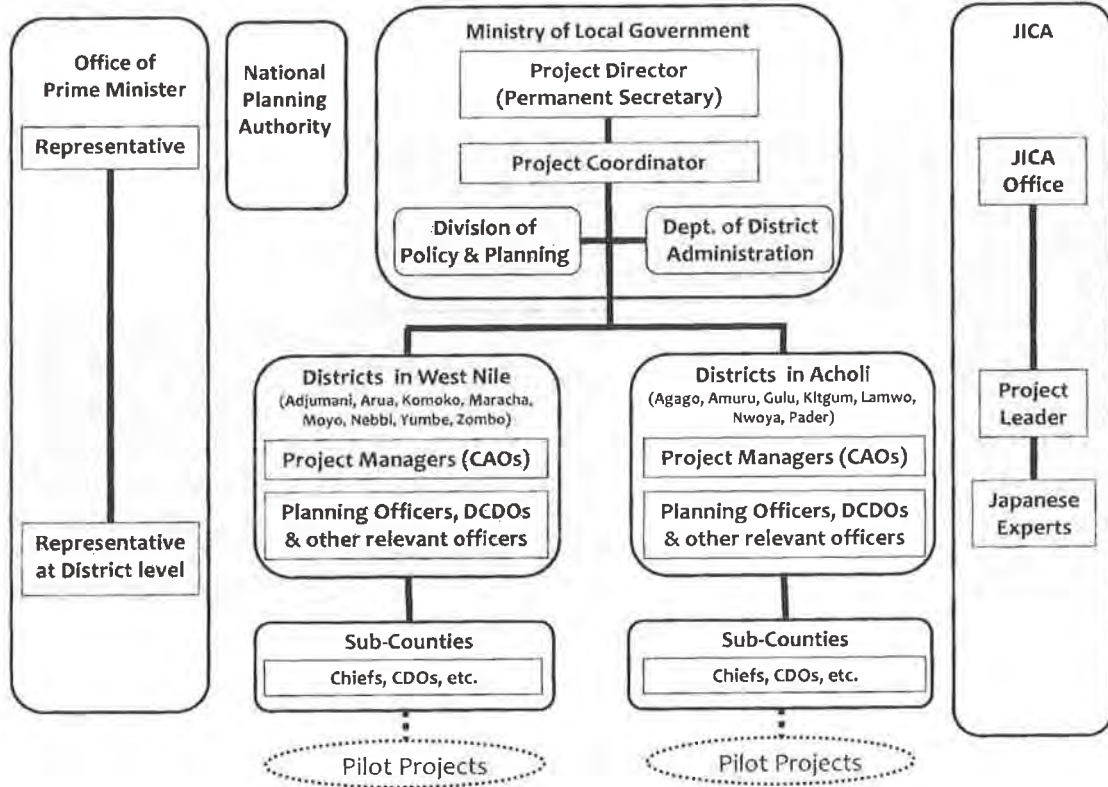 Office of
Prime Minister
Representative
Representative
at District level
National
Planning
Authority
Ministry of Local Government
Project Director
(Permanent Secretary)
Project Coordinator
Division of
Policy & Planning
Dept. of District
Administration
Districts in West Nile
(Adjumani, Arua, Komoko, Maracha,
Moyo, Nebbi, Yumbe, Zombo)
Project Managers (CAOs)
Planning Officers, DCDOs
& other relevant officers
Sub-Counties
Chiefs, CDOs, etc.
Pilot Projects
Districts in Acholi
(Agago, Amuru, Gulu, Kitgum, Lamwo,
Nwoya, Pader)
Project Managers (CAOs)
Planning Officers, DCDOs
& other relevant officers
Sub-Counties
Chiefs, CDOs, etc.
Pilot Projects
JICA
JICA
Office
Project
Leader
Japanese
Experts